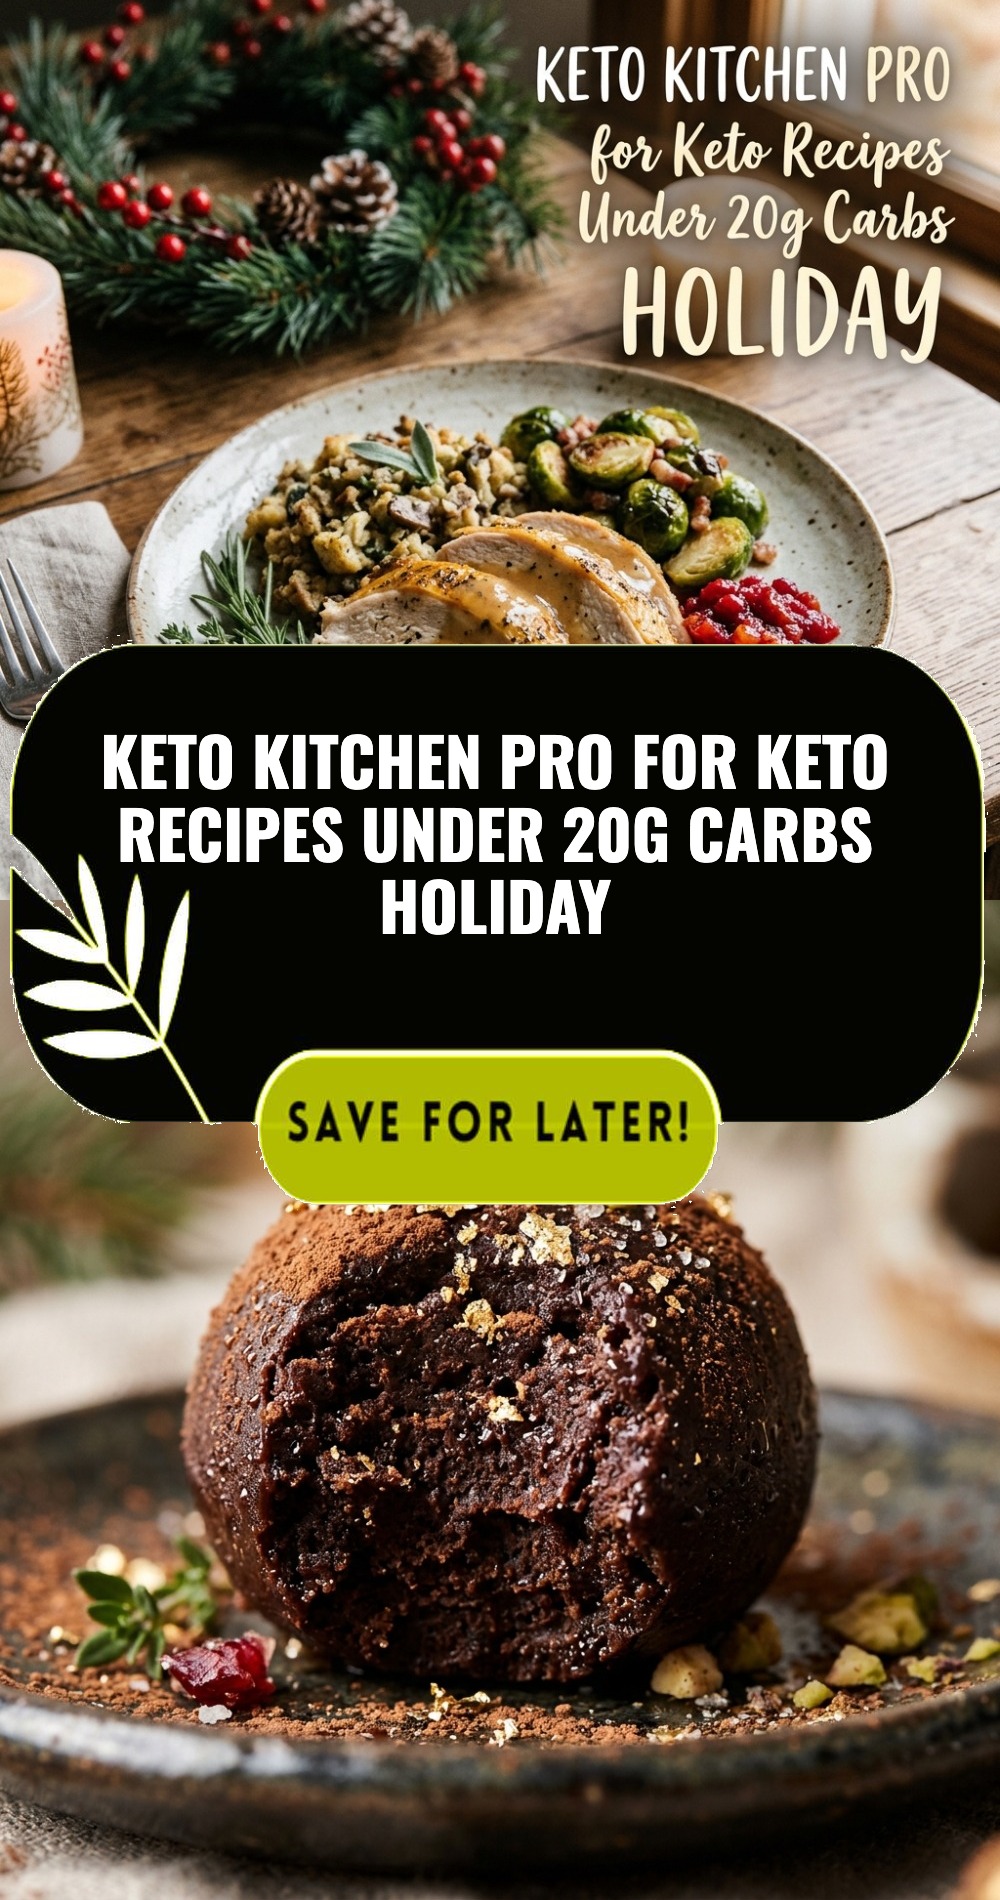 KETO KITCHEN PRO
for Keto Recipes
Under 20g Carbs
HOLIDAY
KETO KITCHEN PRO FOR KETO
RECIPES UNDER 20G CARBS
HOLIDAY
SAVE FOR LATER!